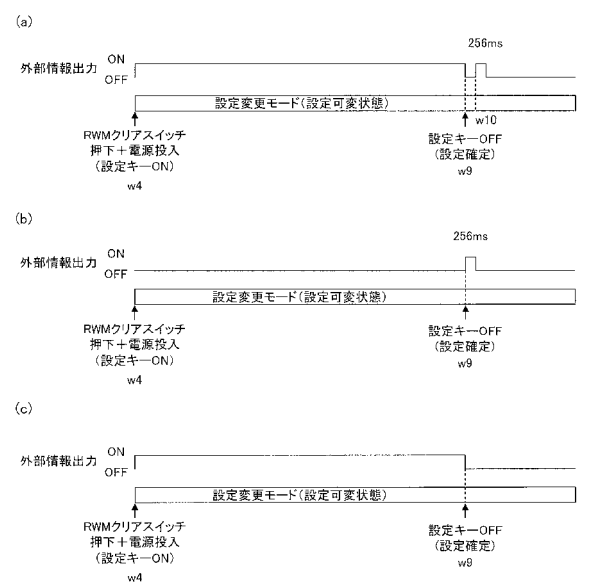 (a)
256ms
外部情報出力
ON
OFF
設定変更モード(設定可変状態)
RWMクリアスイッチ
押下＋電源投入
(設定キーON)
w4
w10
設定キーOFF
(設定確定)
w9
(b)
256ms
外部情報出力
ON
OFF
設定変更モード(設定可変状態)
RWMクリアスイッチ
押下＋電源投入
(設定キーON)
w4
設定キーOFF
(設定確定)
w9
(c)
外部情報出力
ON
OFF
設定変更モード(設定可変状態)
RWMクリアスイッチ
押下＋電源投入
(設定キーON)
w4
設定キーOFF
(設定確定)
w9